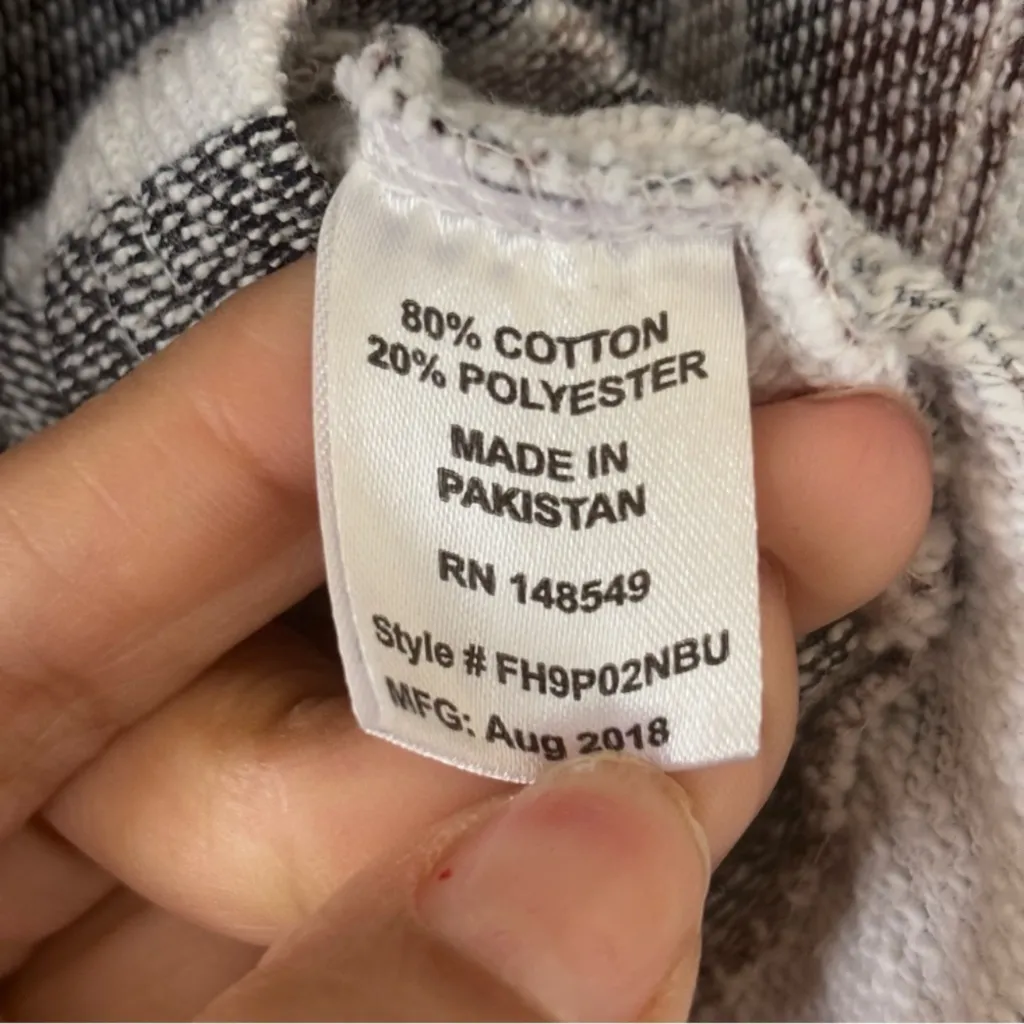 80% COTTON
20% POLYESTER
MADE IN
PAKISTAN
RN 148549
Style # FH9P02NBU
MFG: Aug 2018